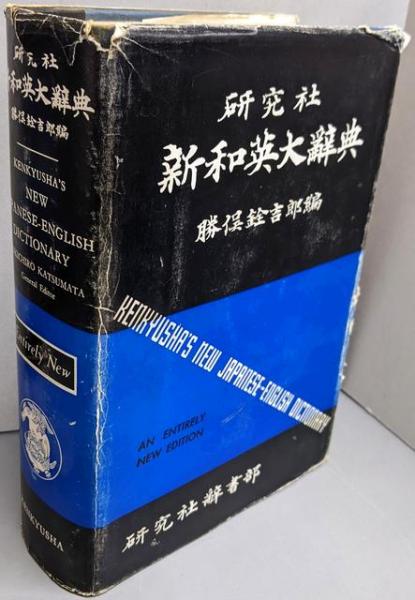 研究社
新和英大辭典
勝俣銓吉郎編
KENKYUSHA'S
NEW
JAPANESE-ENGLISH
DICTIONARY
KATSUMATA
General Editor
Entirely New
KENKYUSHA
研究社
新和英大辭典
勝俣銓吉郎編
KENKYUSHA'S NEW JAPANESE-ENGLISH DICTIONARY
AN ENTIRELY
NEW EDITION
研究社辭書部